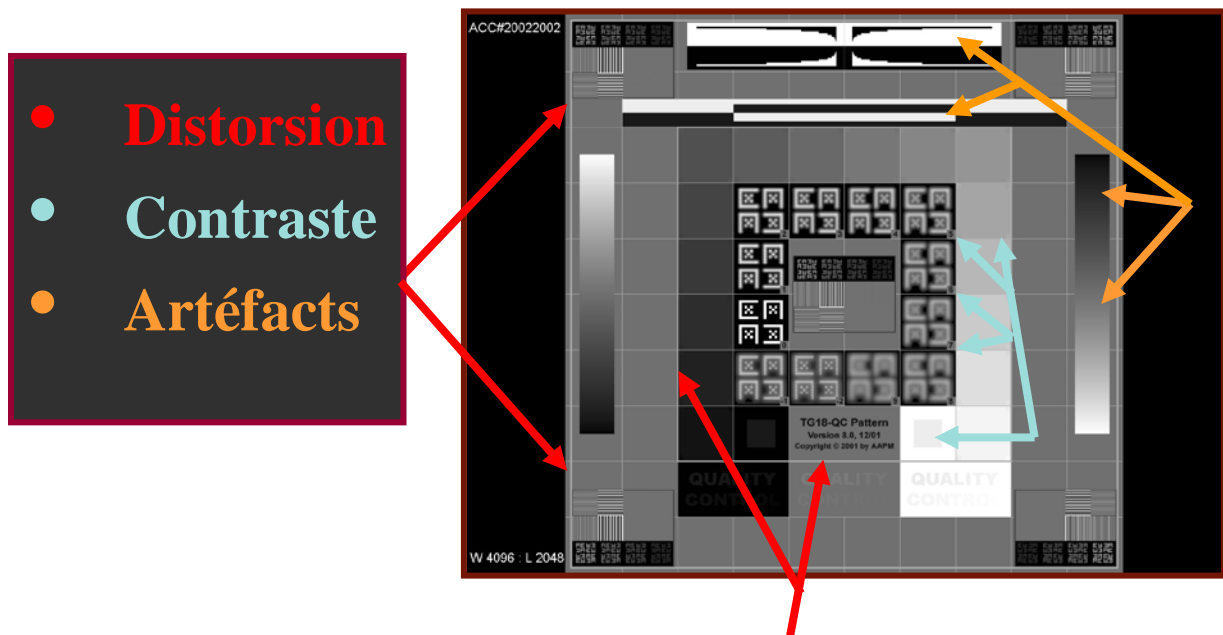 Distorsion
Contraste
Artéfacts
ACC#20022002
TG18-QC Pattern
Version 8.0, 12/01
Copyright © 2001 by AAPM
QUALITY QUALITY QUALITY
CONTROL CONTROL CONTROL
W 4096 : L 2048